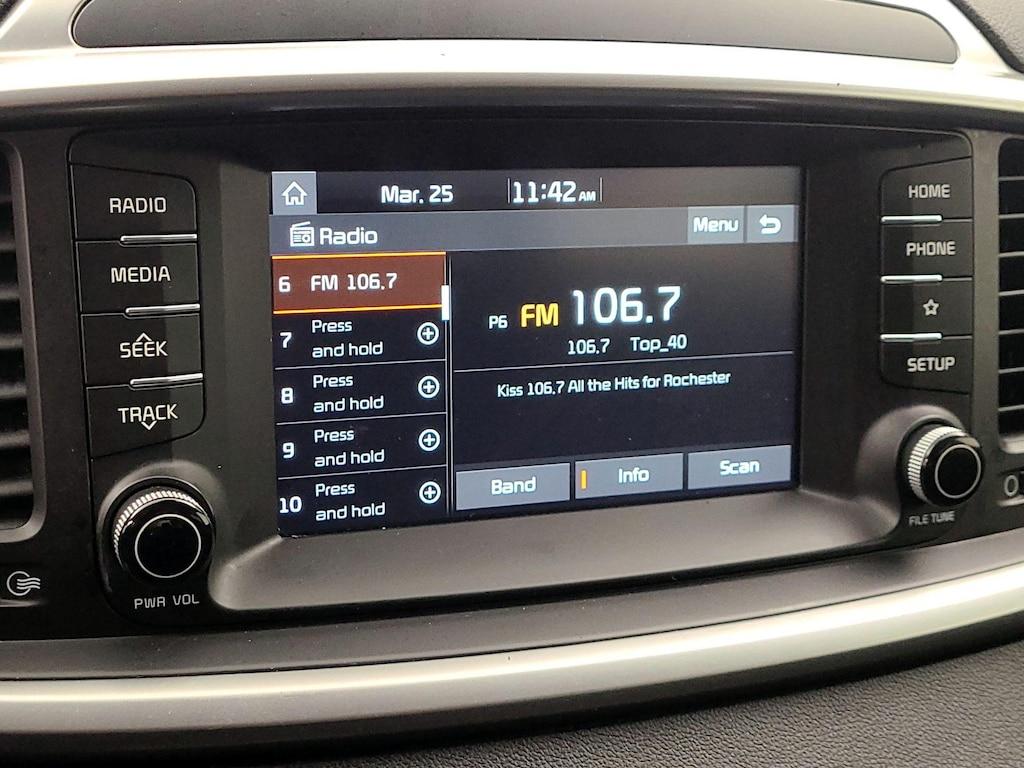 RADIO
MEDIA
SEEK
TRACK
PWR VOL
Mar. 25 11:42 AM
Radio
Menu
6 FM 106.7
7 Press
and hold
8 Press
and hold
9 Press
and hold
10 Press
and hold
P6 FM 106.7
106.7 Top_40
Kiss 106.7 All the Hits for Rochester
Band
Info
Scan
HOME
PHONE
SETUP
FILE TUNE
0